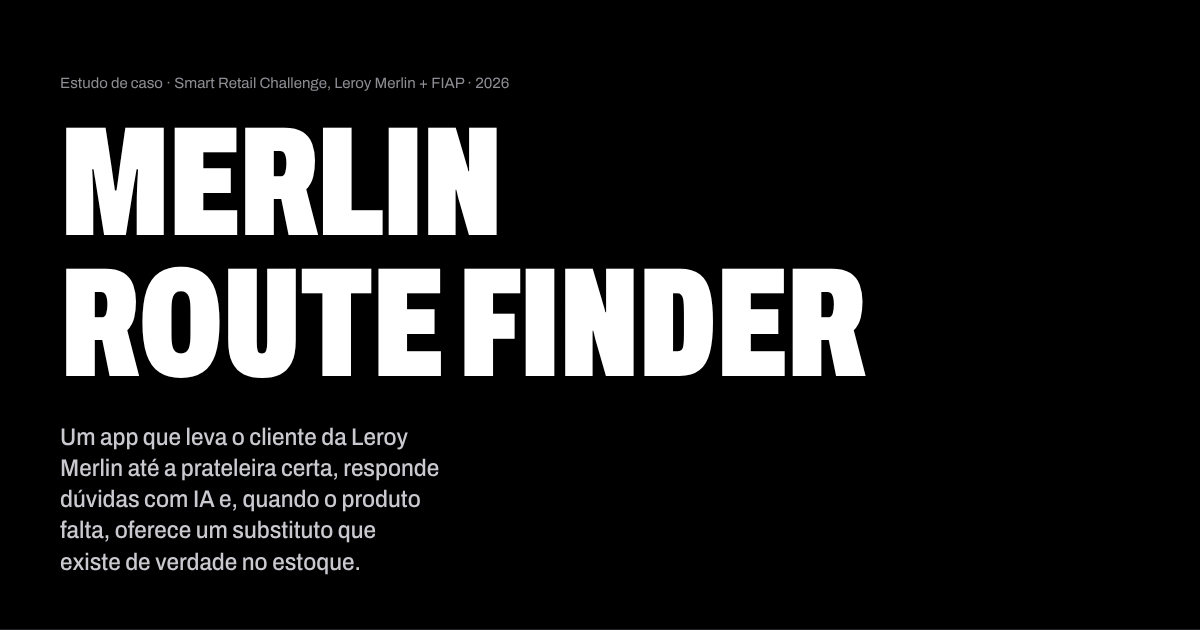 Estudo de caso · Smart Retail Challenge, Leroy Merlin + FIAP · 2026
MERLIN
ROUTE FINDER
Um app que leva o cliente da Leroy
Merlin até a prateleira certa, responde
dúvidas com IA e, quando o produto
falta, oferece um substituto que
existe de verdade no estoque.